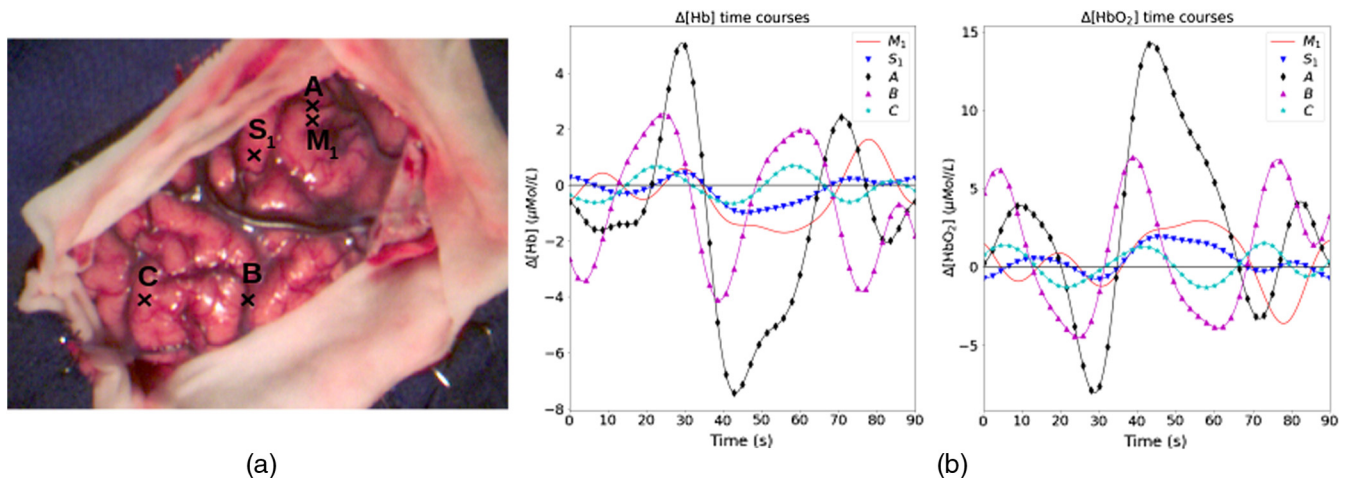 A
S1
M1
C
B
(a)
Δ[Hb] time courses
Δ[Hb] (μMol/L)
4
2
0
−2
−4
−6
−8
0 10 20 30 40 50 60 70 80 90
Time (s)
M1
S1
A
B
C
Δ[HbO2] time courses
Δ[HbO2] (μMol/L)
15
10
5
0
−5
0 10 20 30 40 50 60 70 80 90
Time (s)
M1
S1
A
B
C
(b)